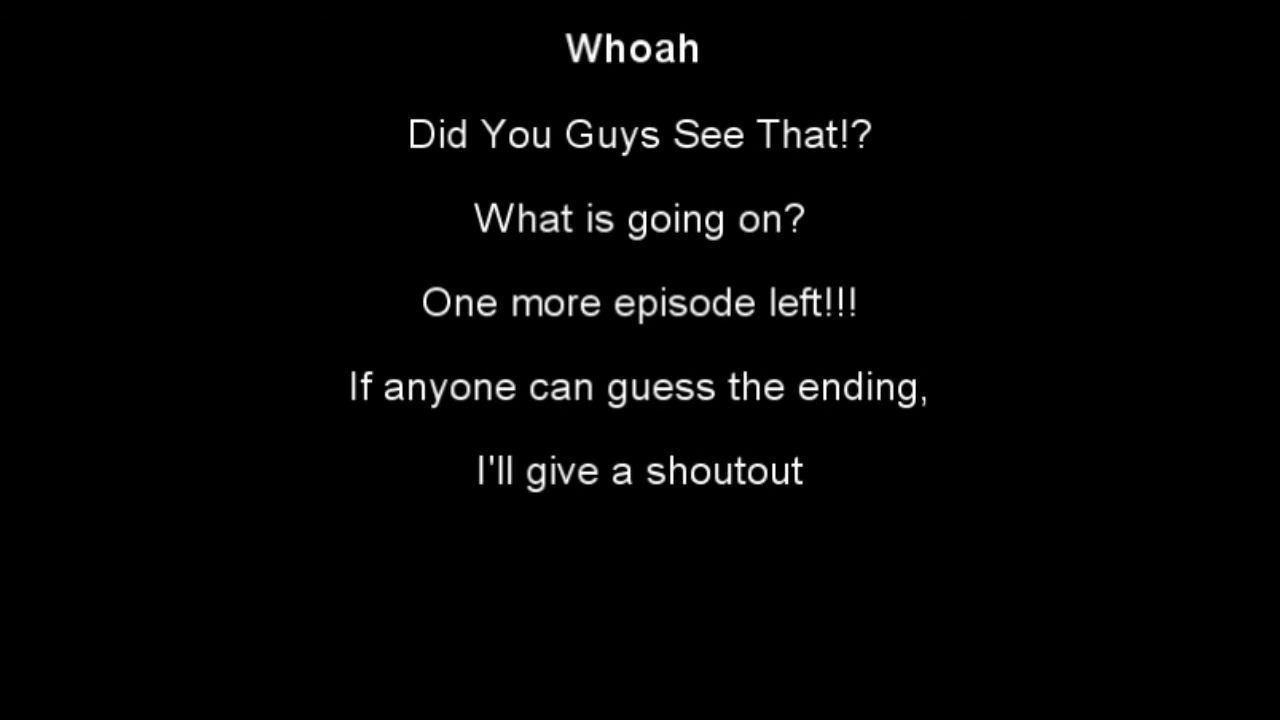 Whoah
Did You Guys See That!?
What is going on?
One more episode left!!!
If anyone can guess the ending,
I'll give a shoutout